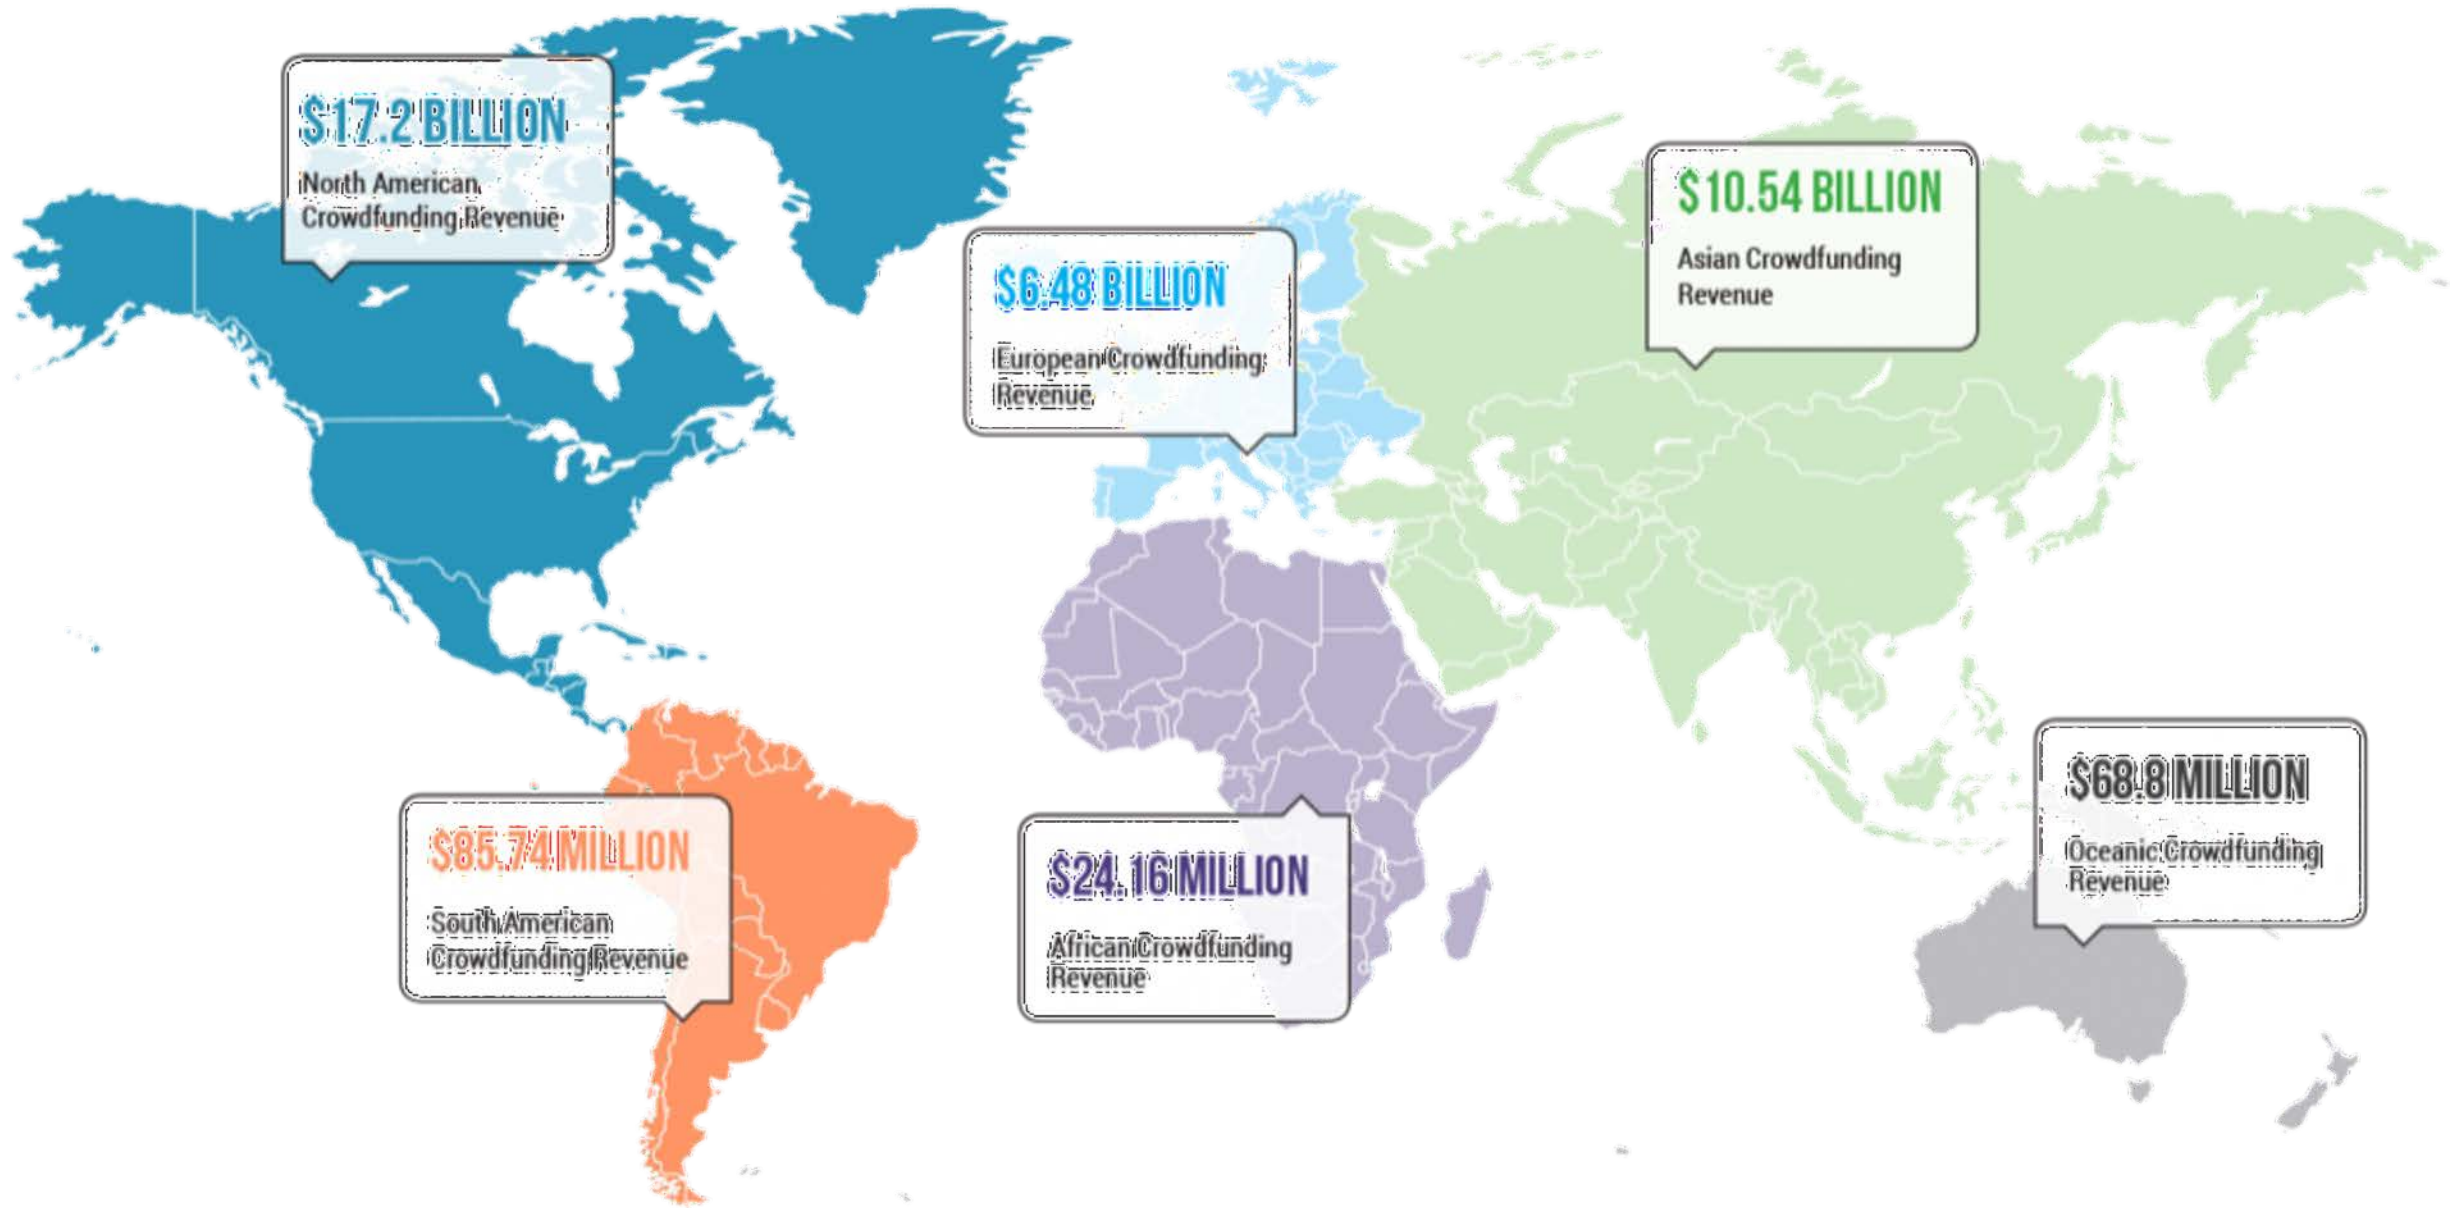 $17.2 BILLION
North American
Crowdfunding Revenue
$10.54 BILLION
Asian Crowdfunding
Revenue
$6.48 BILLION
European Crowdfunding
Revenue
$68.8 MILLION
Oceanic Crowdfunding
Revenue
$85.74 MILLION
South American
Crowdfunding Revenue
$24.16 MILLION
African Crowdfunding
Revenue